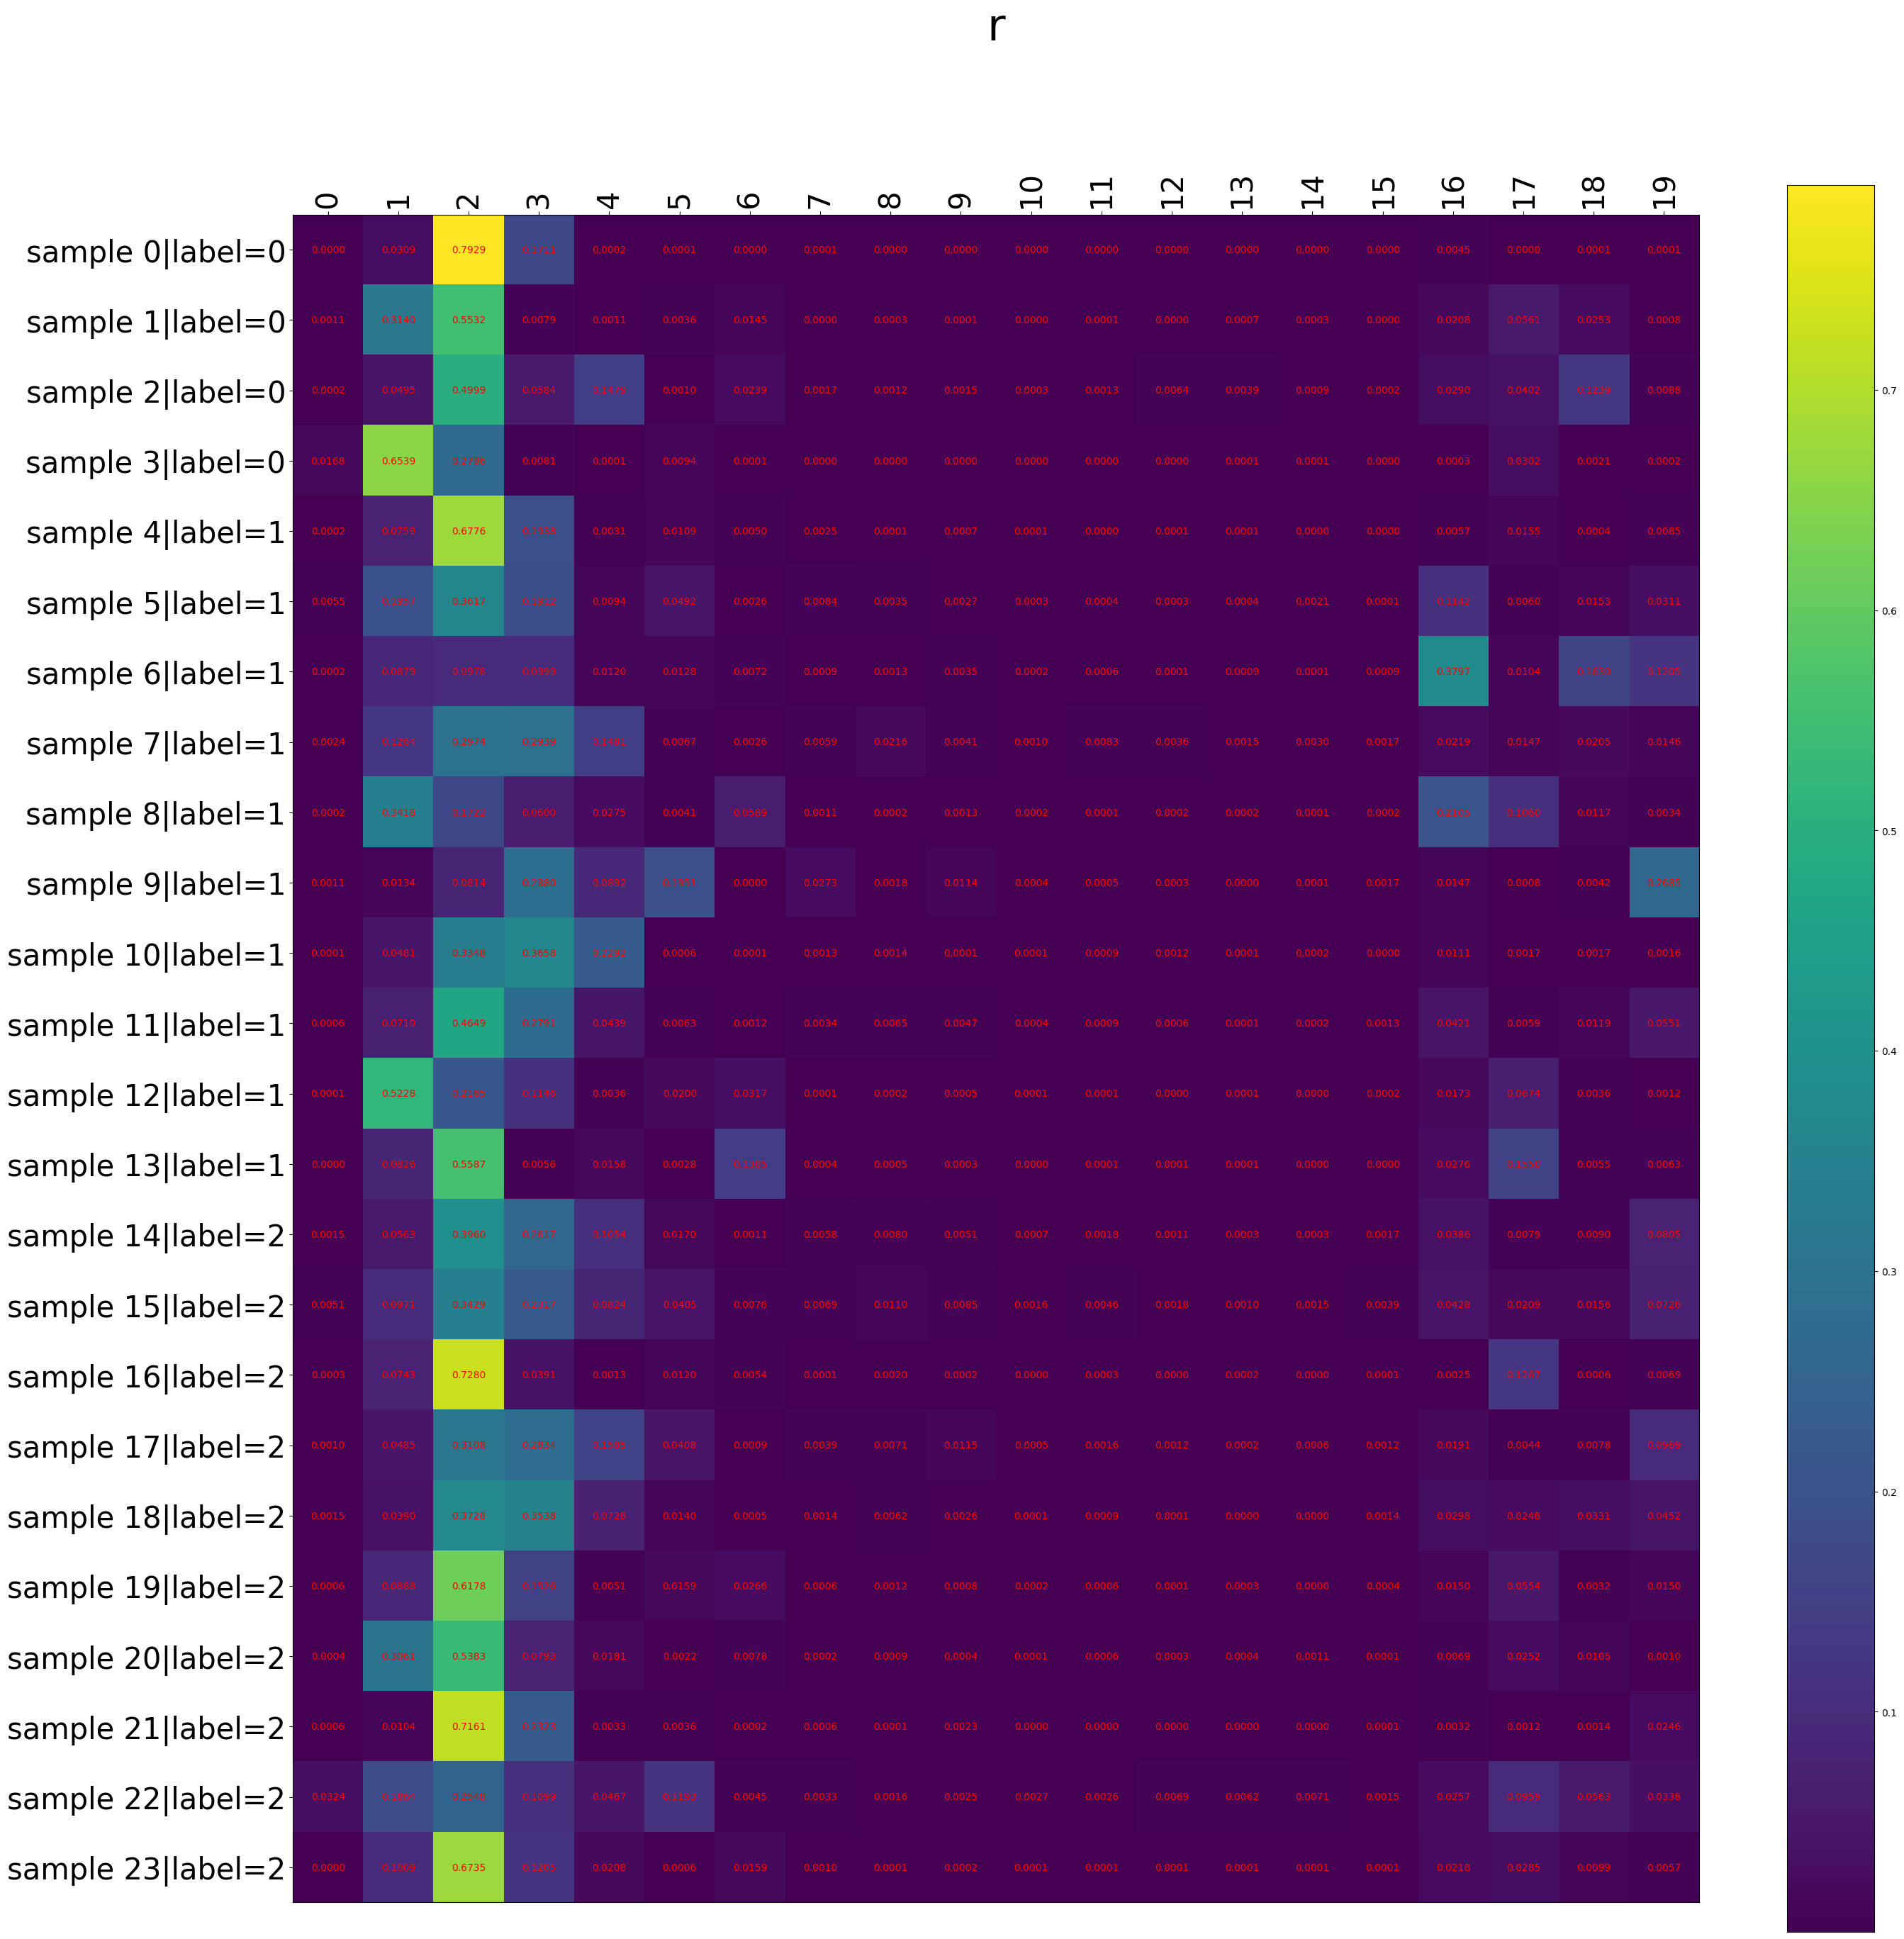 r
0 1 2 3 4 5 6 7 8 9 10 11 12 13 14 15 16 17 18 19
sample 0|label=0 0.0000 0.0309 0.7929 0.0002 0.0001 0.0000 0.0001 0.0000 0.0000 0.0000 0.0000 0.0000 0.0000 0.0000 0.0000 0.0045 0.0000 0.0001 0.0001
sample 1|label=0 0.0011 0.3140 0.5532 0.0079 0.0011 0.0036 0.0145 0.0000 0.0003 0.0001 0.0000 0.0001 0.0000 0.0007 0.0003 0.0000 0.0208 0.0561 0.0253 0.0008
sample 2|label=0 0.0002 0.0495 0.4999 0.0584 0.0010 0.0239 0.0017 0.0012 0.0015 0.0003 0.0013 0.0064 0.0039 0.0009 0.0002 0.0290 0.0402 0.0088
sample 3|label=0 0.0168 0.6539 0.2786 0.0081 0.0001 0.0094 0.0001 0.0000 0.0000 0.0000 0.0000 0.0000 0.0000 0.0001 0.0001 0.0000 0.0003 0.0302 0.0021 0.0002
sample 4|label=1 0.0002 0.0759 0.6776 0.0031 0.0109 0.0050 0.0025 0.0001 0.0007 0.0001 0.0000 0.0001 0.0001 0.0000 0.0000 0.0057 0.0155 0.0004 0.0085
sample 5|label=1 0.0055 0.3617 0.0094 0.0492 0.0026 0.0084 0.0035 0.0027 0.0003 0.0004 0.0003 0.0004 0.0021 0.0001 0.1142 0.0060 0.0153 0.0311
sample 6|label=1 0.0002 0.0879 0.0978 0.0999 0.0120 0.0128 0.0072 0.0009 0.0013 0.0035 0.0002 0.0006 0.0001 0.0009 0.0001 0.0009 0.3797 0.0104
sample 7|label=1 0.0024 0.1264 0.2974 0.2939 0.0067 0.0026 0.0059 0.0216 0.0041 0.0010 0.0083 0.0036 0.0015 0.0030 0.0017 0.0219 0.0147 0.0205 0.0146
sample 8|label=1 0.0002 0.3418 0.0600 0.0275 0.0041 0.0589 0.0011 0.0002 0.0013 0.0002 0.0001 0.0002 0.0002 0.0001 0.0002 0.0117 0.0034
sample 9|label=1 0.0011 0.0134 0.0814 0.2880 0.0892 0.0000 0.0273 0.0018 0.0114 0.0004 0.0005 0.0003 0.0000 0.0001 0.0017 0.0147 0.0008 0.0042 0.2685
sample 10|label=1 0.0001 0.0481 0.3348 0.3658 0.2292 0.0006 0.0001 0.0013 0.0014 0.0001 0.0001 0.0009 0.0012 0.0001 0.0002 0.0000 0.0111 0.0017 0.0017 0.0016
sample 11|label=1 0.0006 0.0710 0.4649 0.2791 0.0439 0.0063 0.0012 0.0034 0.0065 0.0047 0.0004 0.0009 0.0006 0.0001 0.0002 0.0013 0.0421 0.0059 0.0119 0.0551
sample 12|label=1 0.0001 0.5228 0.1146 0.0036 0.0200 0.0317 0.0001 0.0002 0.0005 0.0001 0.0001 0.0000 0.0001 0.0000 0.0002 0.0173 0.0674 0.0036 0.0012
sample 13|label=1 0.0000 0.0826 0.5587 0.0056 0.0158 0.0028 0.0004 0.0005 0.0003 0.0000 0.0001 0.0001 0.0001 0.0000 0.0000 0.0276 0.0055 0.0063
sample 14|label=2 0.0015 0.0563 0.3960 0.2617 0.1054 0.0170 0.0011 0.0058 0.0080 0.0051 0.0007 0.0018 0.0011 0.0003 0.0003 0.0017 0.0386 0.0079 0.0090 0.0805
sample 15|label=2 0.0051 0.0971 0.3429 0.0824 0.0405 0.0076 0.0069 0.0110 0.0085 0.0016 0.0046 0.0018 0.0010 0.0015 0.0039 0.0428 0.0209 0.0156 0.0726
sample 16|label=2 0.0003 0.0743 0.7280 0.0391 0.0013 0.0120 0.0054 0.0001 0.0020 0.0002 0.0000 0.0003 0.0000 0.0002 0.0000 0.0001 0.0025 0.0006 0.0069
sample 17|label=2 0.0010 0.0485 0.3108 0.2834 0.0408 0.0009 0.0039 0.0071 0.0115 0.0005 0.0016 0.0012 0.0002 0.0006 0.0012 0.0191 0.0044 0.0078
sample 18|label=2 0.0015 0.0390 0.3728 0.3538 0.0728 0.0140 0.0005 0.0014 0.0062 0.0026 0.0001 0.0009 0.0001 0.0000 0.0000 0.0014 0.0298 0.0248 0.0331 0.0452
sample 19|label=2 0.0006 0.6178 0.0051 0.0159 0.0266 0.0006 0.0012 0.0008 0.0002 0.0006 0.0001 0.0003 0.0000 0.0004 0.0150 0.0554 0.0032 0.0150
sample 20|label=2 0.0004 0.3061 0.5383 0.0793 0.0181 0.0022 0.0078 0.0002 0.0009 0.0004 0.0001 0.0006 0.0003 0.0004 0.0011 0.0001 0.0069 0.0252 0.0105 0.0010
sample 21|label=2 0.0006 0.0104 0.7161 0.0033 0.0036 0.0002 0.0006 0.0001 0.0023 0.0000 0.0000 0.0000 0.0000 0.0000 0.0001 0.0032 0.0012 0.0014 0.0246
sample 22|label=2 0.0324 0.2548 0.1099 0.0467 0.0045 0.0033 0.0016 0.0025 0.0027 0.0026 0.0069 0.0062 0.0071 0.0015 0.0257 0.0959 0.0563 0.0338
sample 23|label=2 0.0000 0.1069 0.6735 0.1203 0.0208 0.0006 0.0159 0.0010 0.0001 0.0002 0.0001 0.0001 0.0001 0.0001 0.0001 0.0001 0.0218 0.0285 0.0099 0.0057
0.7
0.6
0.5
0.4
0.3
0.2
0.1